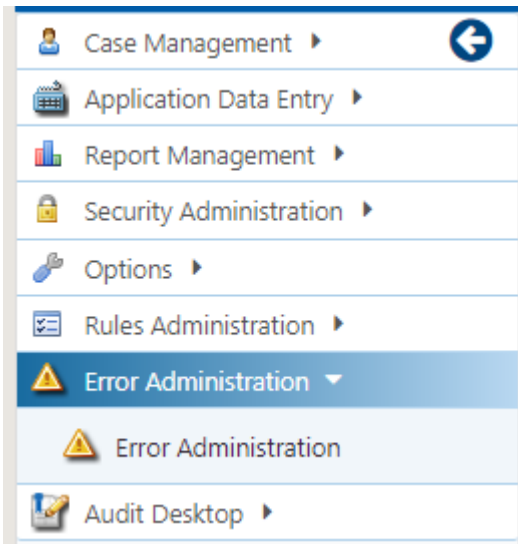 Case Management
Application Data Entry
Report Management
Security Administration
Options
Rules Administration
Error Administration
Error Administration
Audit Desktop